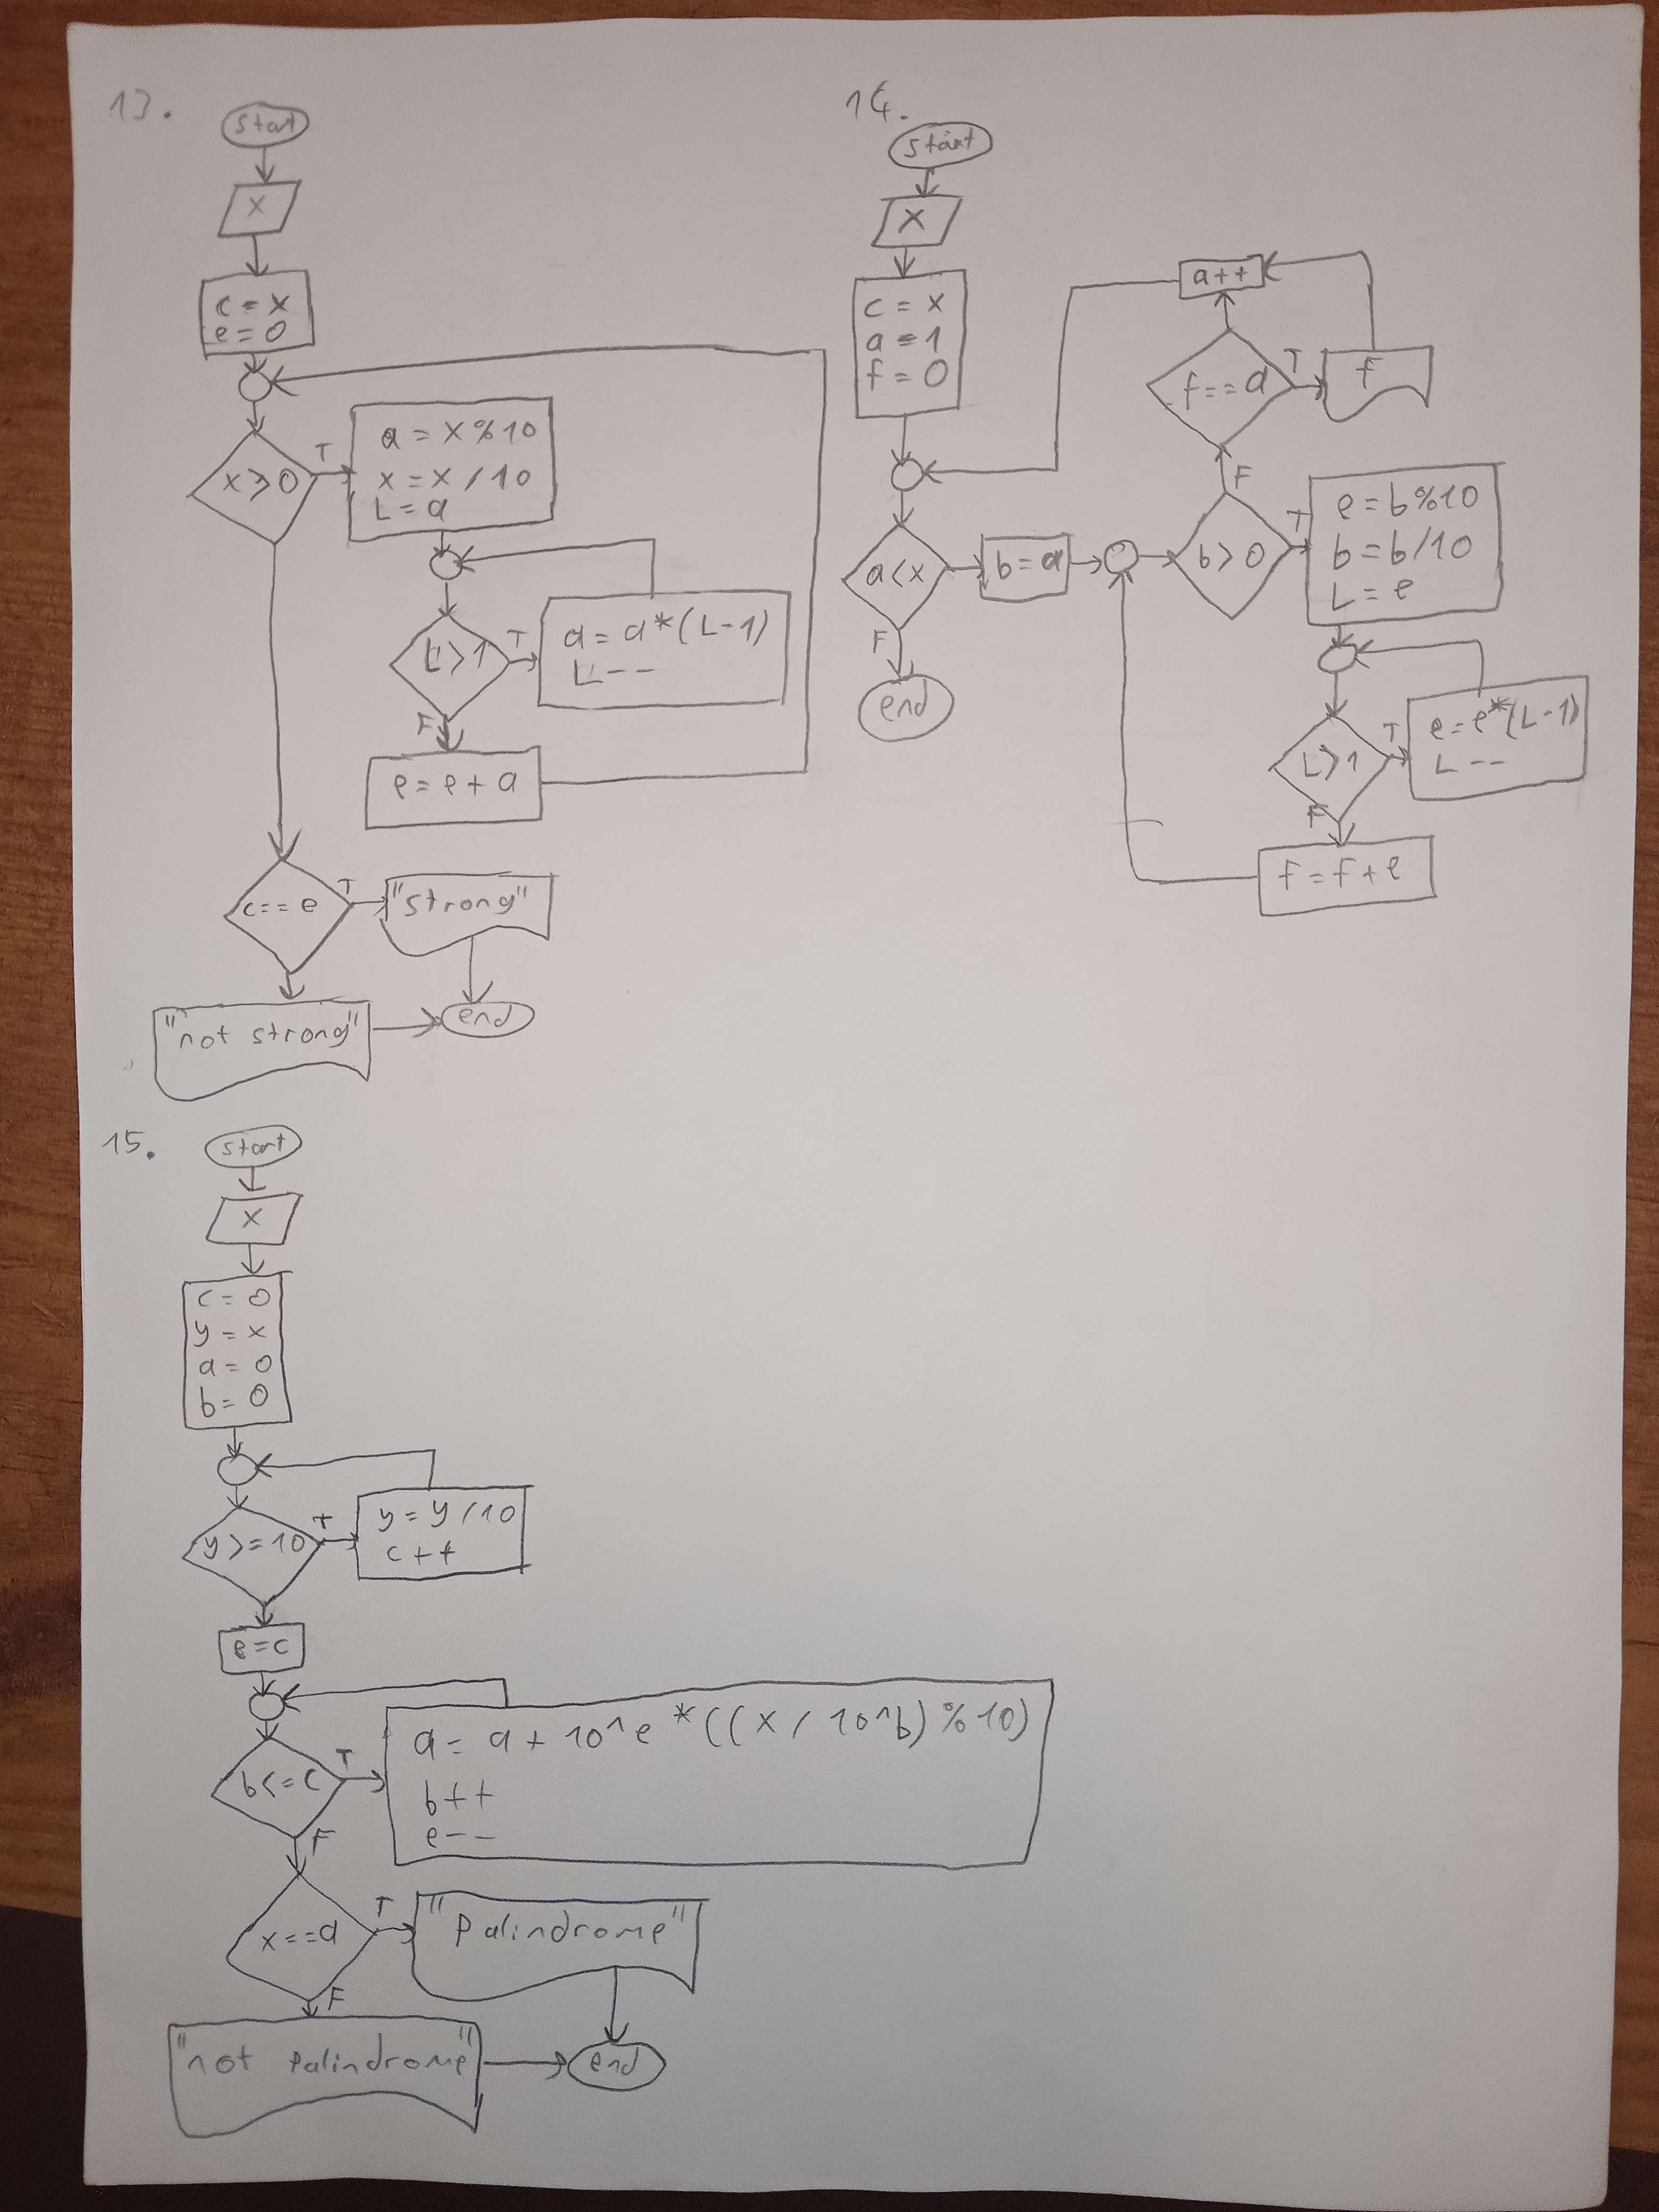 13.
start
x
c = x
e = 0
x > 0
T
a = x % 10
x = x / 10
L = a
L > 1
T
a = a * (L-1)
L--
F
e = e + a
c == e
T
"strong"
"not strong"
end
14.
start
x
c = x
a = 1
f = 0
a < x
F
end
b = a
b > 0
T
e = b % 10
b = b / 10
L = e
L > 1
T
e = e * (L-1)
L--
F
f = f + e
F
f == a
T
f
a++
15.
start
x
c = 0
y = x
a = 0
b = 0
y >= 10
T
y = y / 10
c++
e = c
b <= c
T
a = a + 10^e * ((x / 10^b) % 10)
b++
e--
F
x == a
T
"Palindrome"
F
"not Palindrome"
end